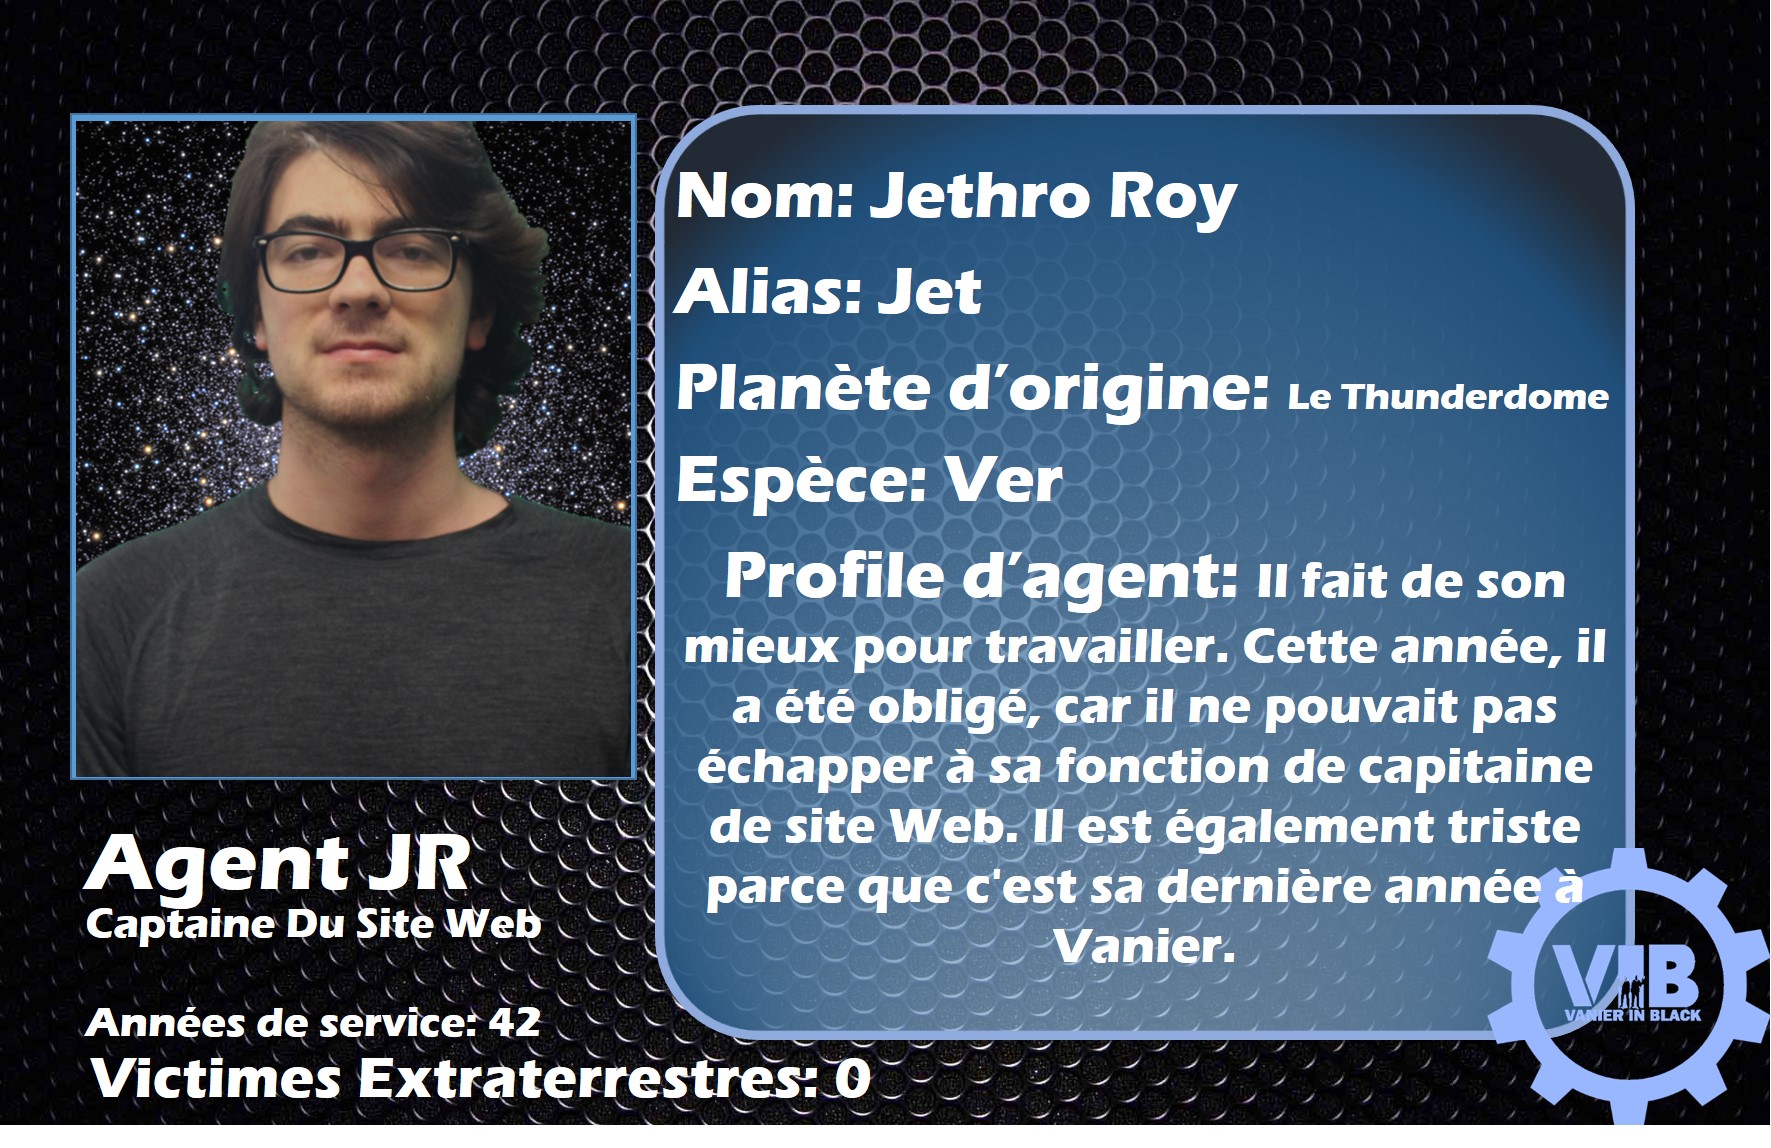 Nom: Jethro Roy
Alias: Jet
Planète d’origine: Le Thunderdome
Espèce: Ver
Profile d’agent: Il fait de son
mieux pour travailler. Cette année, il
a été obligé, car il ne pouvait pas
échapper à sa fonction de capitaine
de site Web. Il est également triste
parce que c'est sa dernière année à
Vanier.
Agent JR
Captaine Du Site Web
Années de service: 42
Victimes Extraterrestres: 0
VIB
VANIER IN BLACK